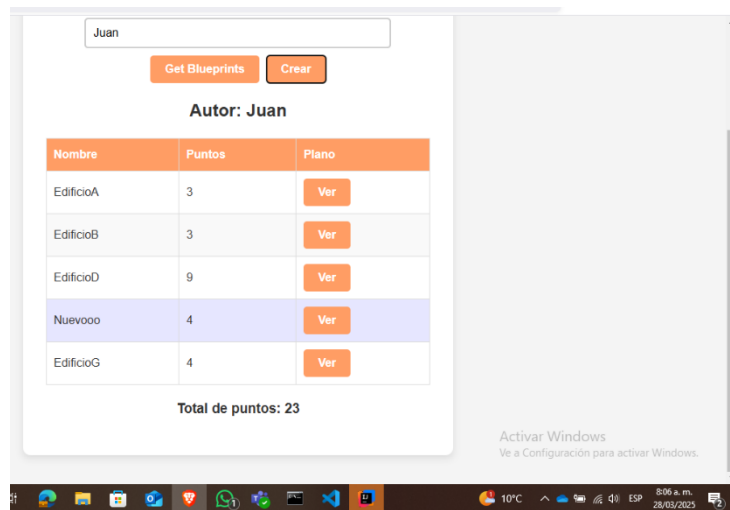 Juan
Get Blueprints Crear
Autor: Juan
Nombre Puntos Plano
EdificioA 3 Ver
EdificioB 3 Ver
EdificioD 9 Ver
Nuevooo 4 Ver
EdificioG 4 Ver
Total de puntos: 23
Activar Windows
Ve a Configuración para activar Windows.
10°C ESP 8:06 a. m.
28/03/2025